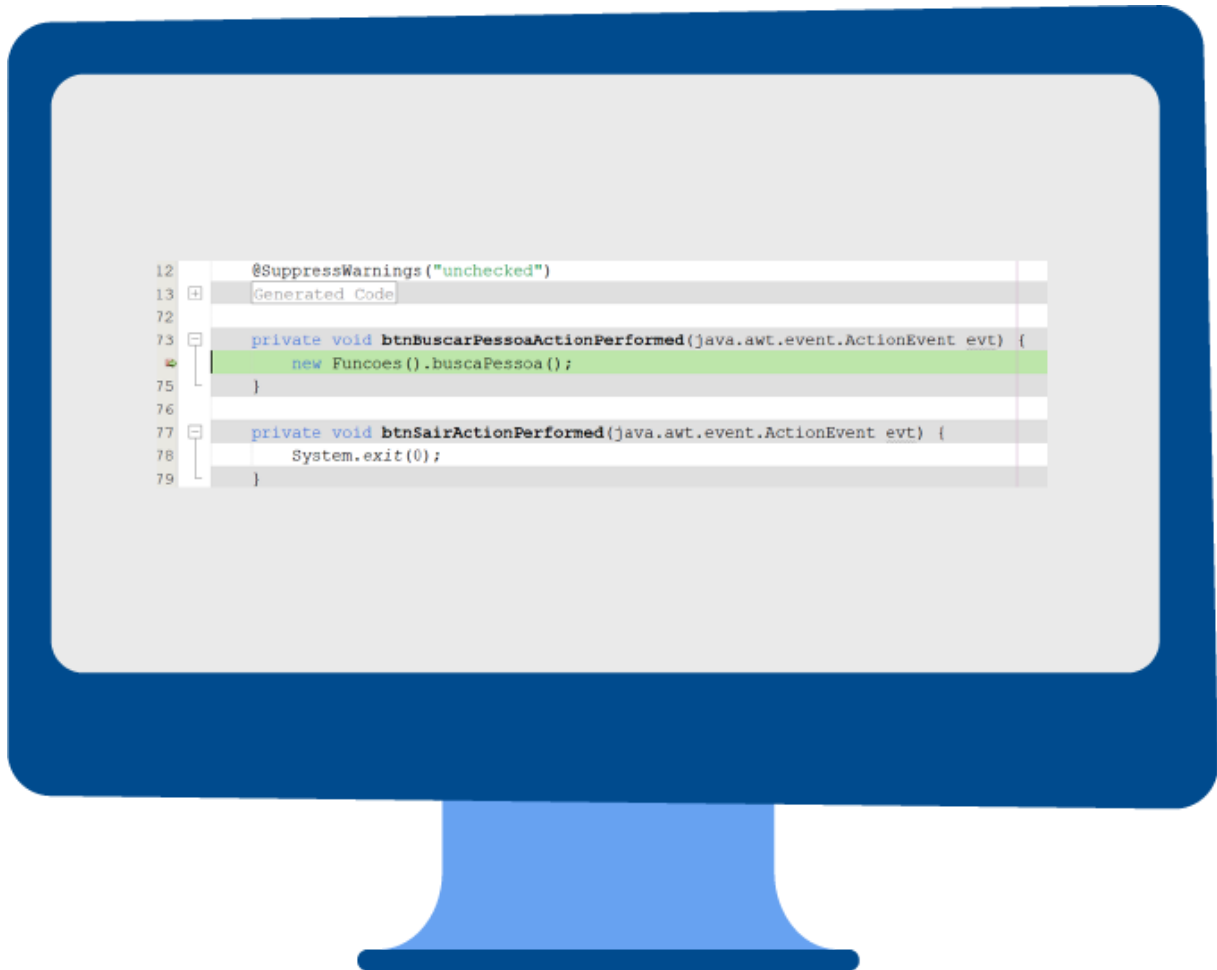 12 @SuppressWarnings("unchecked")
13 Generated Code
72
73 private void btnBuscarPessoaActionPerformed(java.awt.event.ActionEvent evt) {
new Funcoes().buscaPessoa();
75 }
76
77 private void btnSairActionPerformed(java.awt.event.ActionEvent evt) {
78 System.exit(0);
79 }